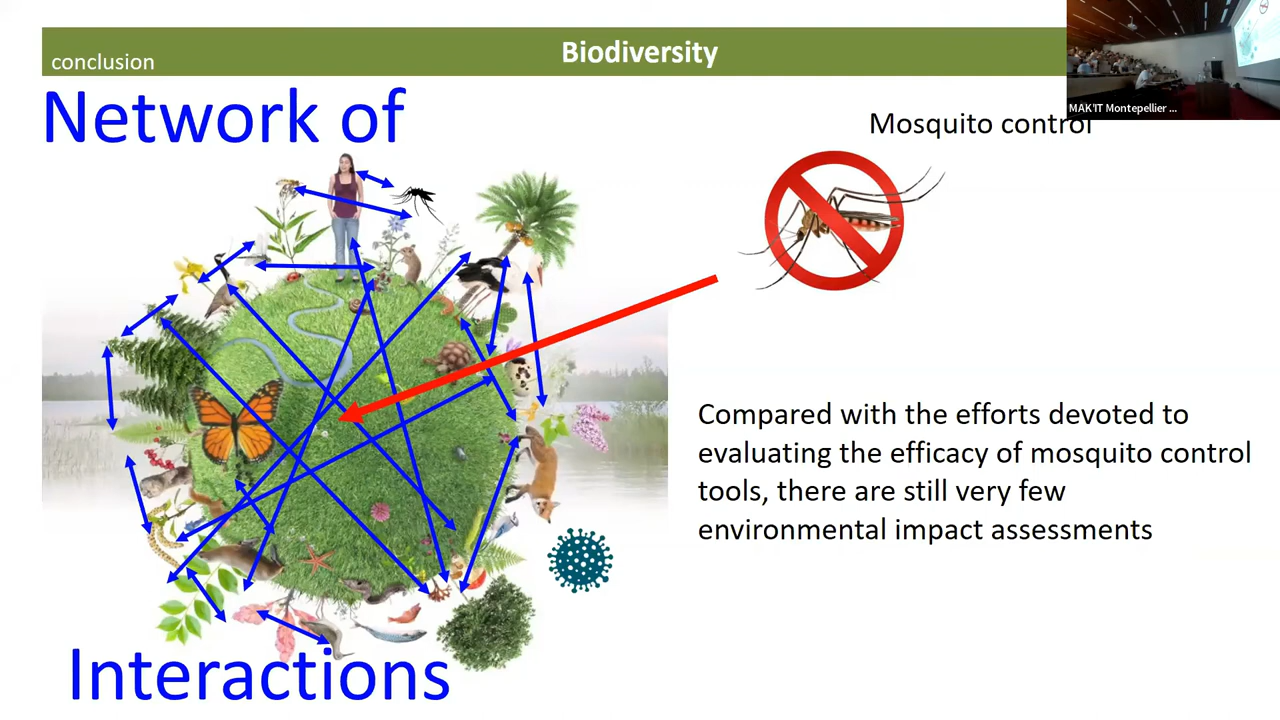 conclusion
Biodiversity
Network of
MAK'IT Montepellier ...
Mosquito control
Compared with the efforts devoted to
evaluating the efficacy of mosquito control
tools, there are still very few
environmental impact assessments
Interactions